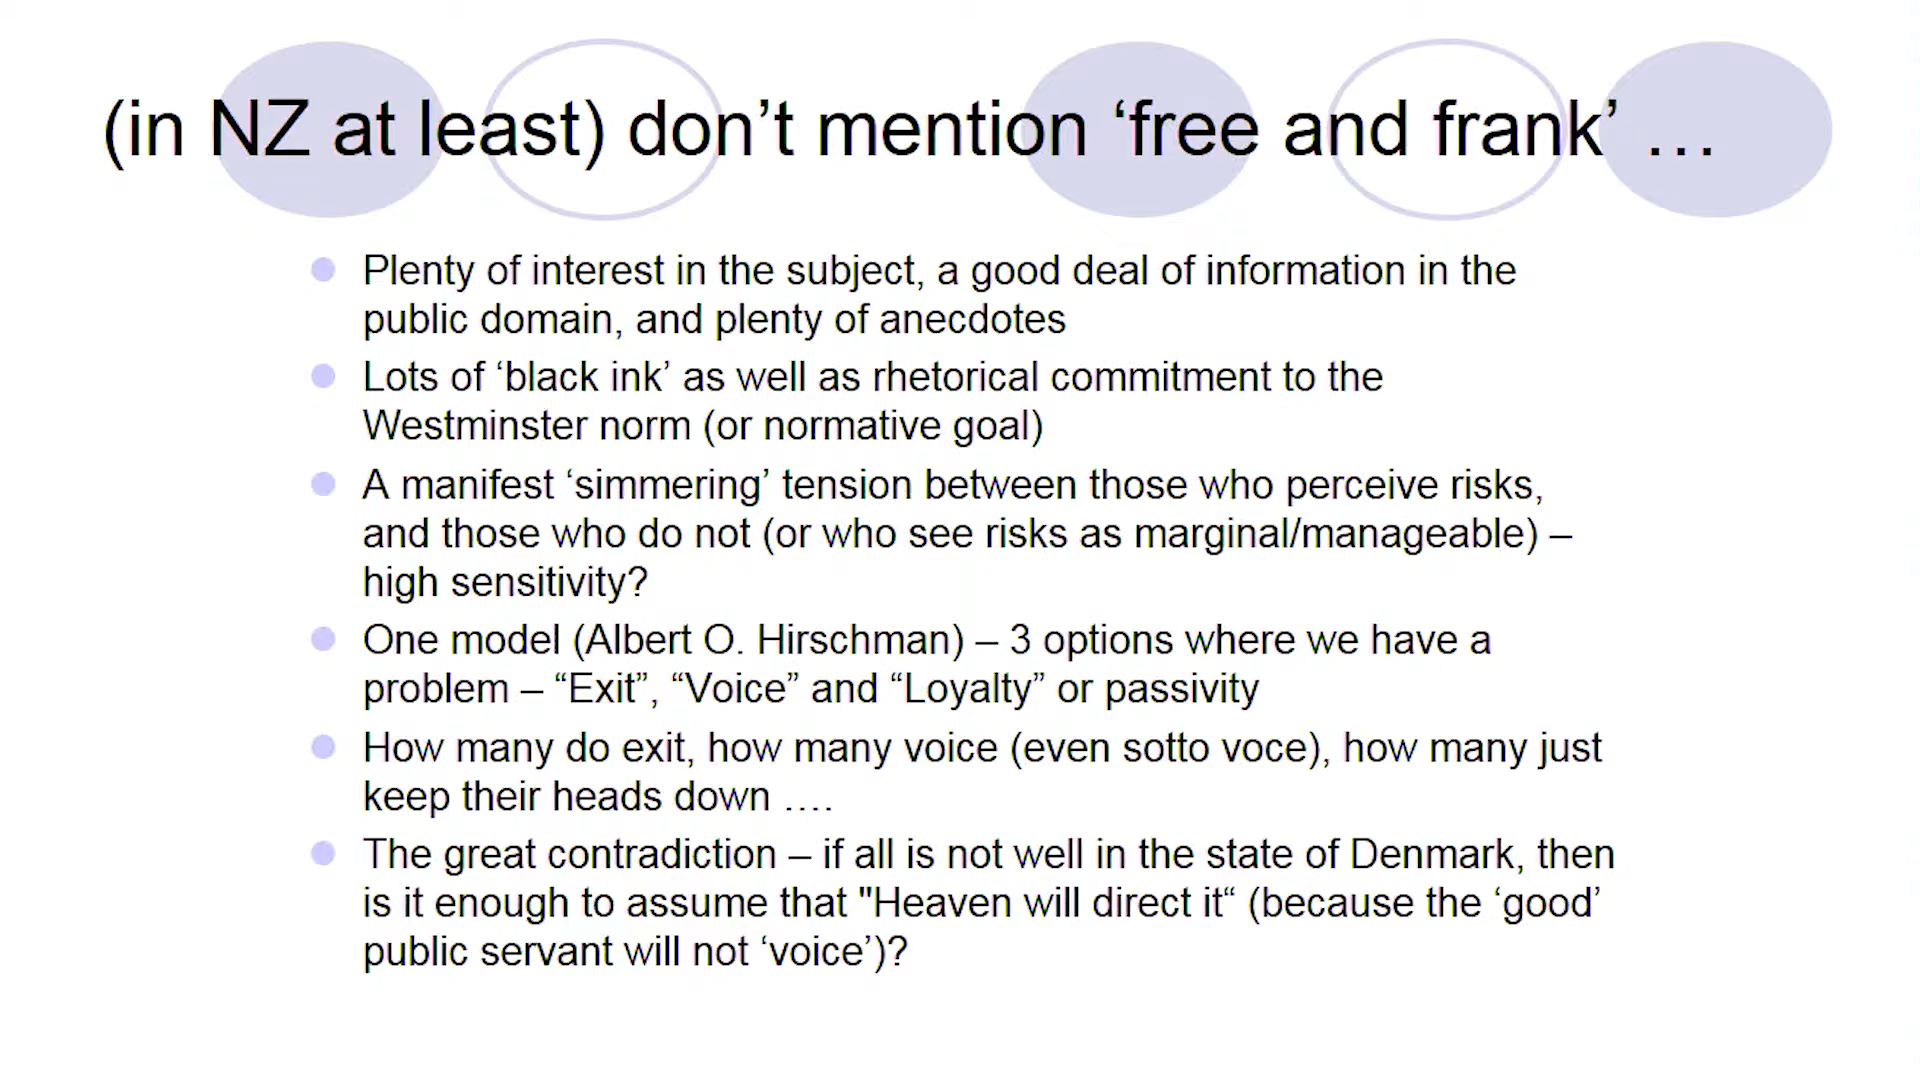 (in NZ at least) don’t mention ‘free and frank’ …
Plenty of interest in the subject, a good deal of information in the
public domain, and plenty of anecdotes
Lots of ‘black ink’ as well as rhetorical commitment to the
Westminster norm (or normative goal)
A manifest ‘simmering’ tension between those who perceive risks,
and those who do not (or who see risks as marginal/manageable) –
high sensitivity?
One model (Albert O. Hirschman) – 3 options where we have a
problem – “Exit”, “Voice” and “Loyalty” or passivity
How many do exit, how many voice (even sotto voce), how many just
keep their heads down ….
The great contradiction – if all is not well in the state of Denmark, then
is it enough to assume that "Heaven will direct it“ (because the ‘good’
public servant will not ‘voice’)?